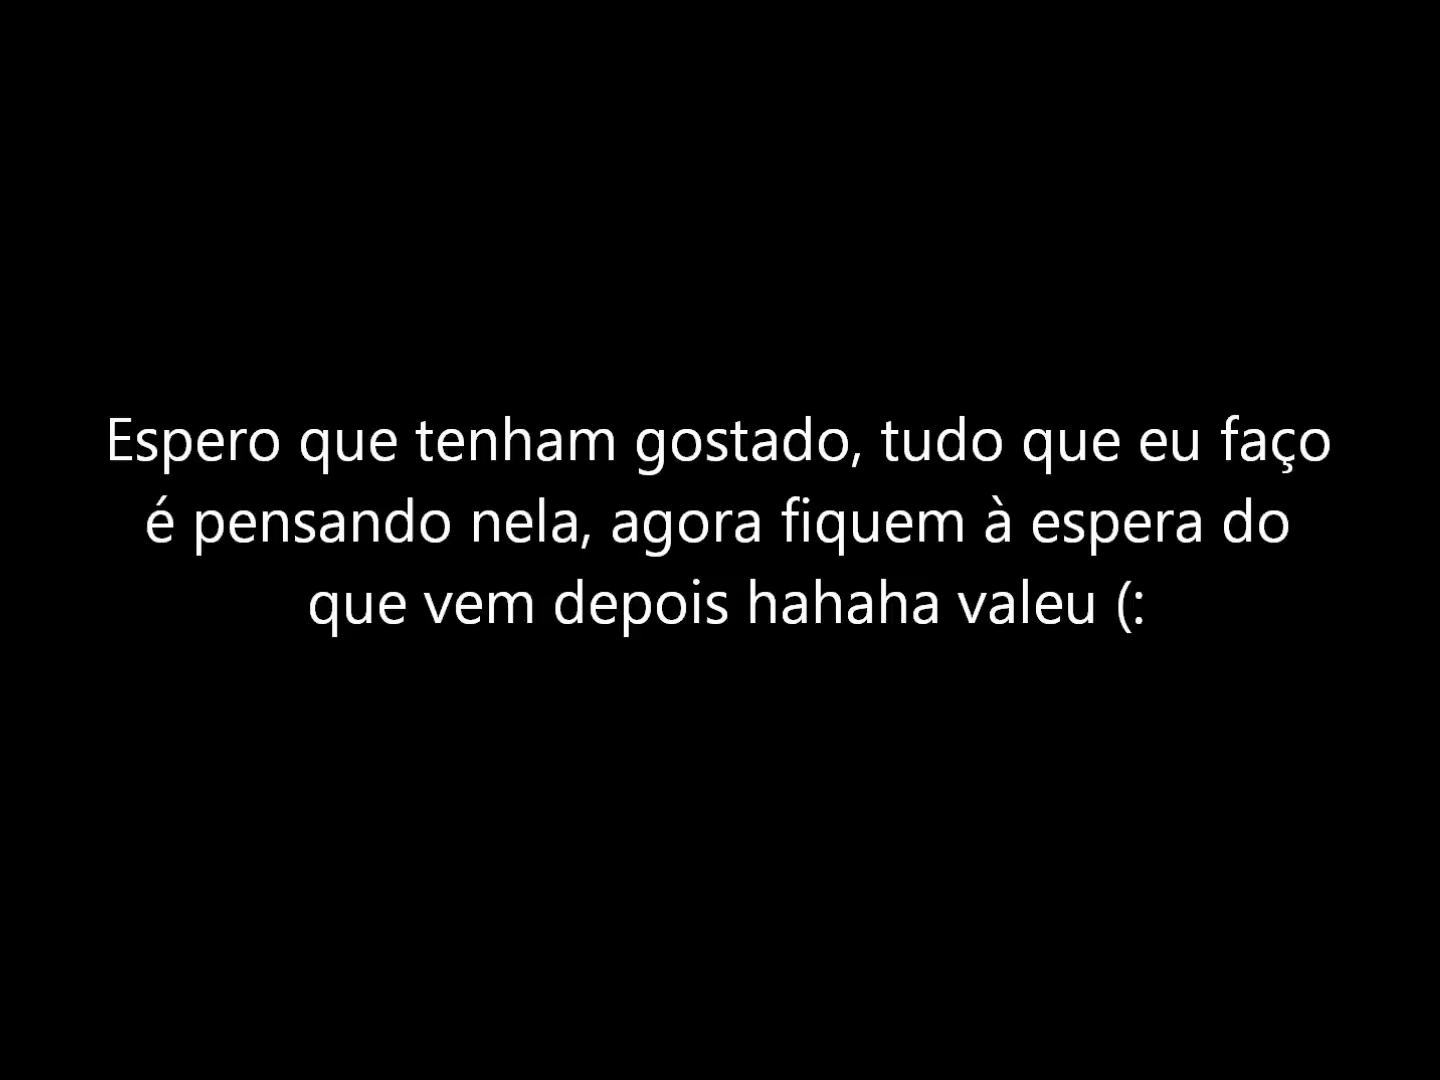 Espero que tenham gostado, tudo que eu faço
é pensando nela, agora fiquem à espera do
que vem depois hahaha valeu (: